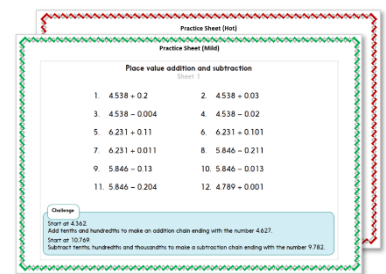 Practice Sheet (Hot)
Practice Sheet (Mild)
Place value addition and subtraction
Sheet 1
1. 4.538 + 0.2 2. 4.538 + 0.03
3. 4.538 – 0.004 4. 4.538 – 0.02
5. 6.231 + 0.11 6. 6.231 + 0.101
7. 6.231 + 0.011 8. 5.846 – 0.211
9. 5.846 – 0.13 10. 5.846 – 0.013
11. 5.846 – 0.204 12. 4.789 + 0.001
Challenge
Start at 4.362.
Add tenths and hundredths to make an addition chain ending with the number 4.627.
Start at 10.769.
Subtract tenths, hundredths and thousandths to make a subtraction chain ending with the number 9.782.